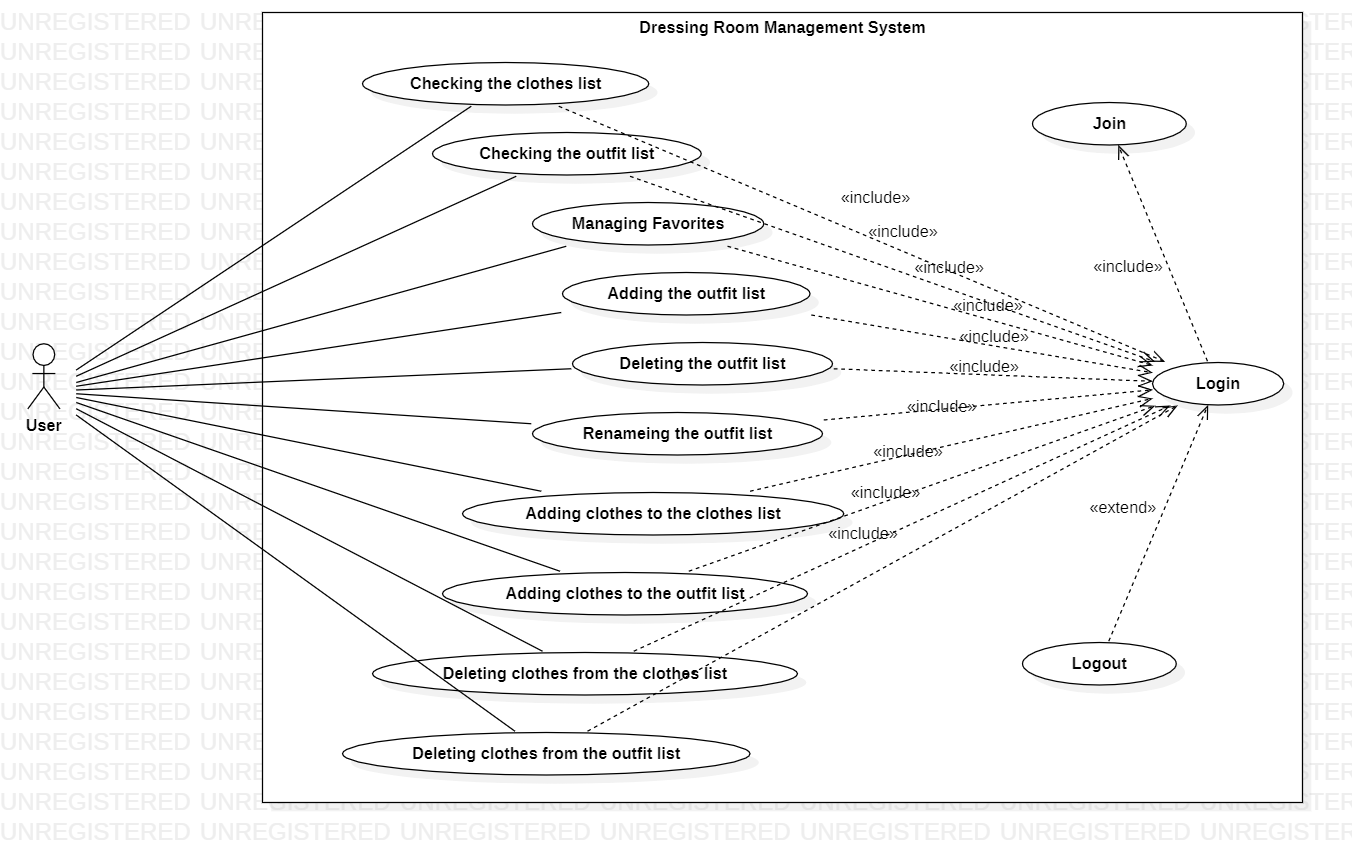 Dressing Room Management System
Checking the clothes list
Join
Checking the outfit list
«include»
Managing Favorites
«include»
«include»
«include»
Adding the outfit list
«include»
«include»
Deleting the outfit list
«include»
Login
User
«include»
Renameing the outfit list
«include»
«include»
Adding clothes to the clothes list
«extend»
«include»
Adding clothes to the outfit list
Logout
Deleting clothes from the clothes list
Deleting clothes from the outfit list
UNREGISTERED UNREGISTERED UNREGISTERED UNREGISTERED UNREGISTERED UNREGISTERED UNREGISTERED